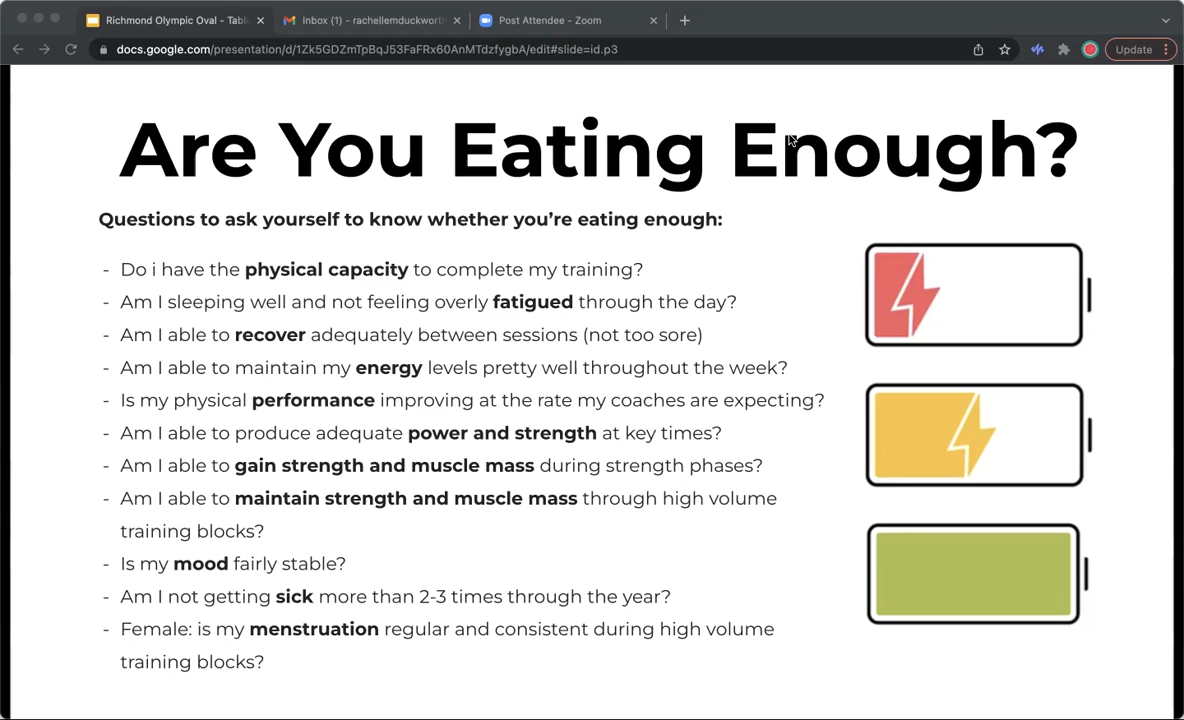 Richmond Olympic Oval - Tabl
Inbox (1) - racheliemduckwort
Post Attendee - Zoom
docs.google.com/presentation/d/1Zk5GDZmTpBqJ53FaFRx60AnMTdzfygbA/edit#slide=id.p3
Update
Are You Eating Enough?
Questions to ask yourself to know whether you're eating enough:
- Do i have the physical capacity to complete my training?
- Am I sleeping well and not feeling overly fatigued through the day?
- Am I able to recover adequately between sessions (not too sore)
- Am I able to maintain my energy levels pretty well throughout the week?
- Is my physical performance improving at the rate my coaches are expecting?
- Am I able to produce adequate power and strength at key times?
- Am I able to gain strength and muscle mass during strength phases?
- Am I able to maintain strength and muscle mass through high volume
training blocks?
- Is my mood fairly stable?
- Am I not getting sick more than 2-3 times through the year?
- Female: is my menstruation regular and consistent during high volume
training blocks?